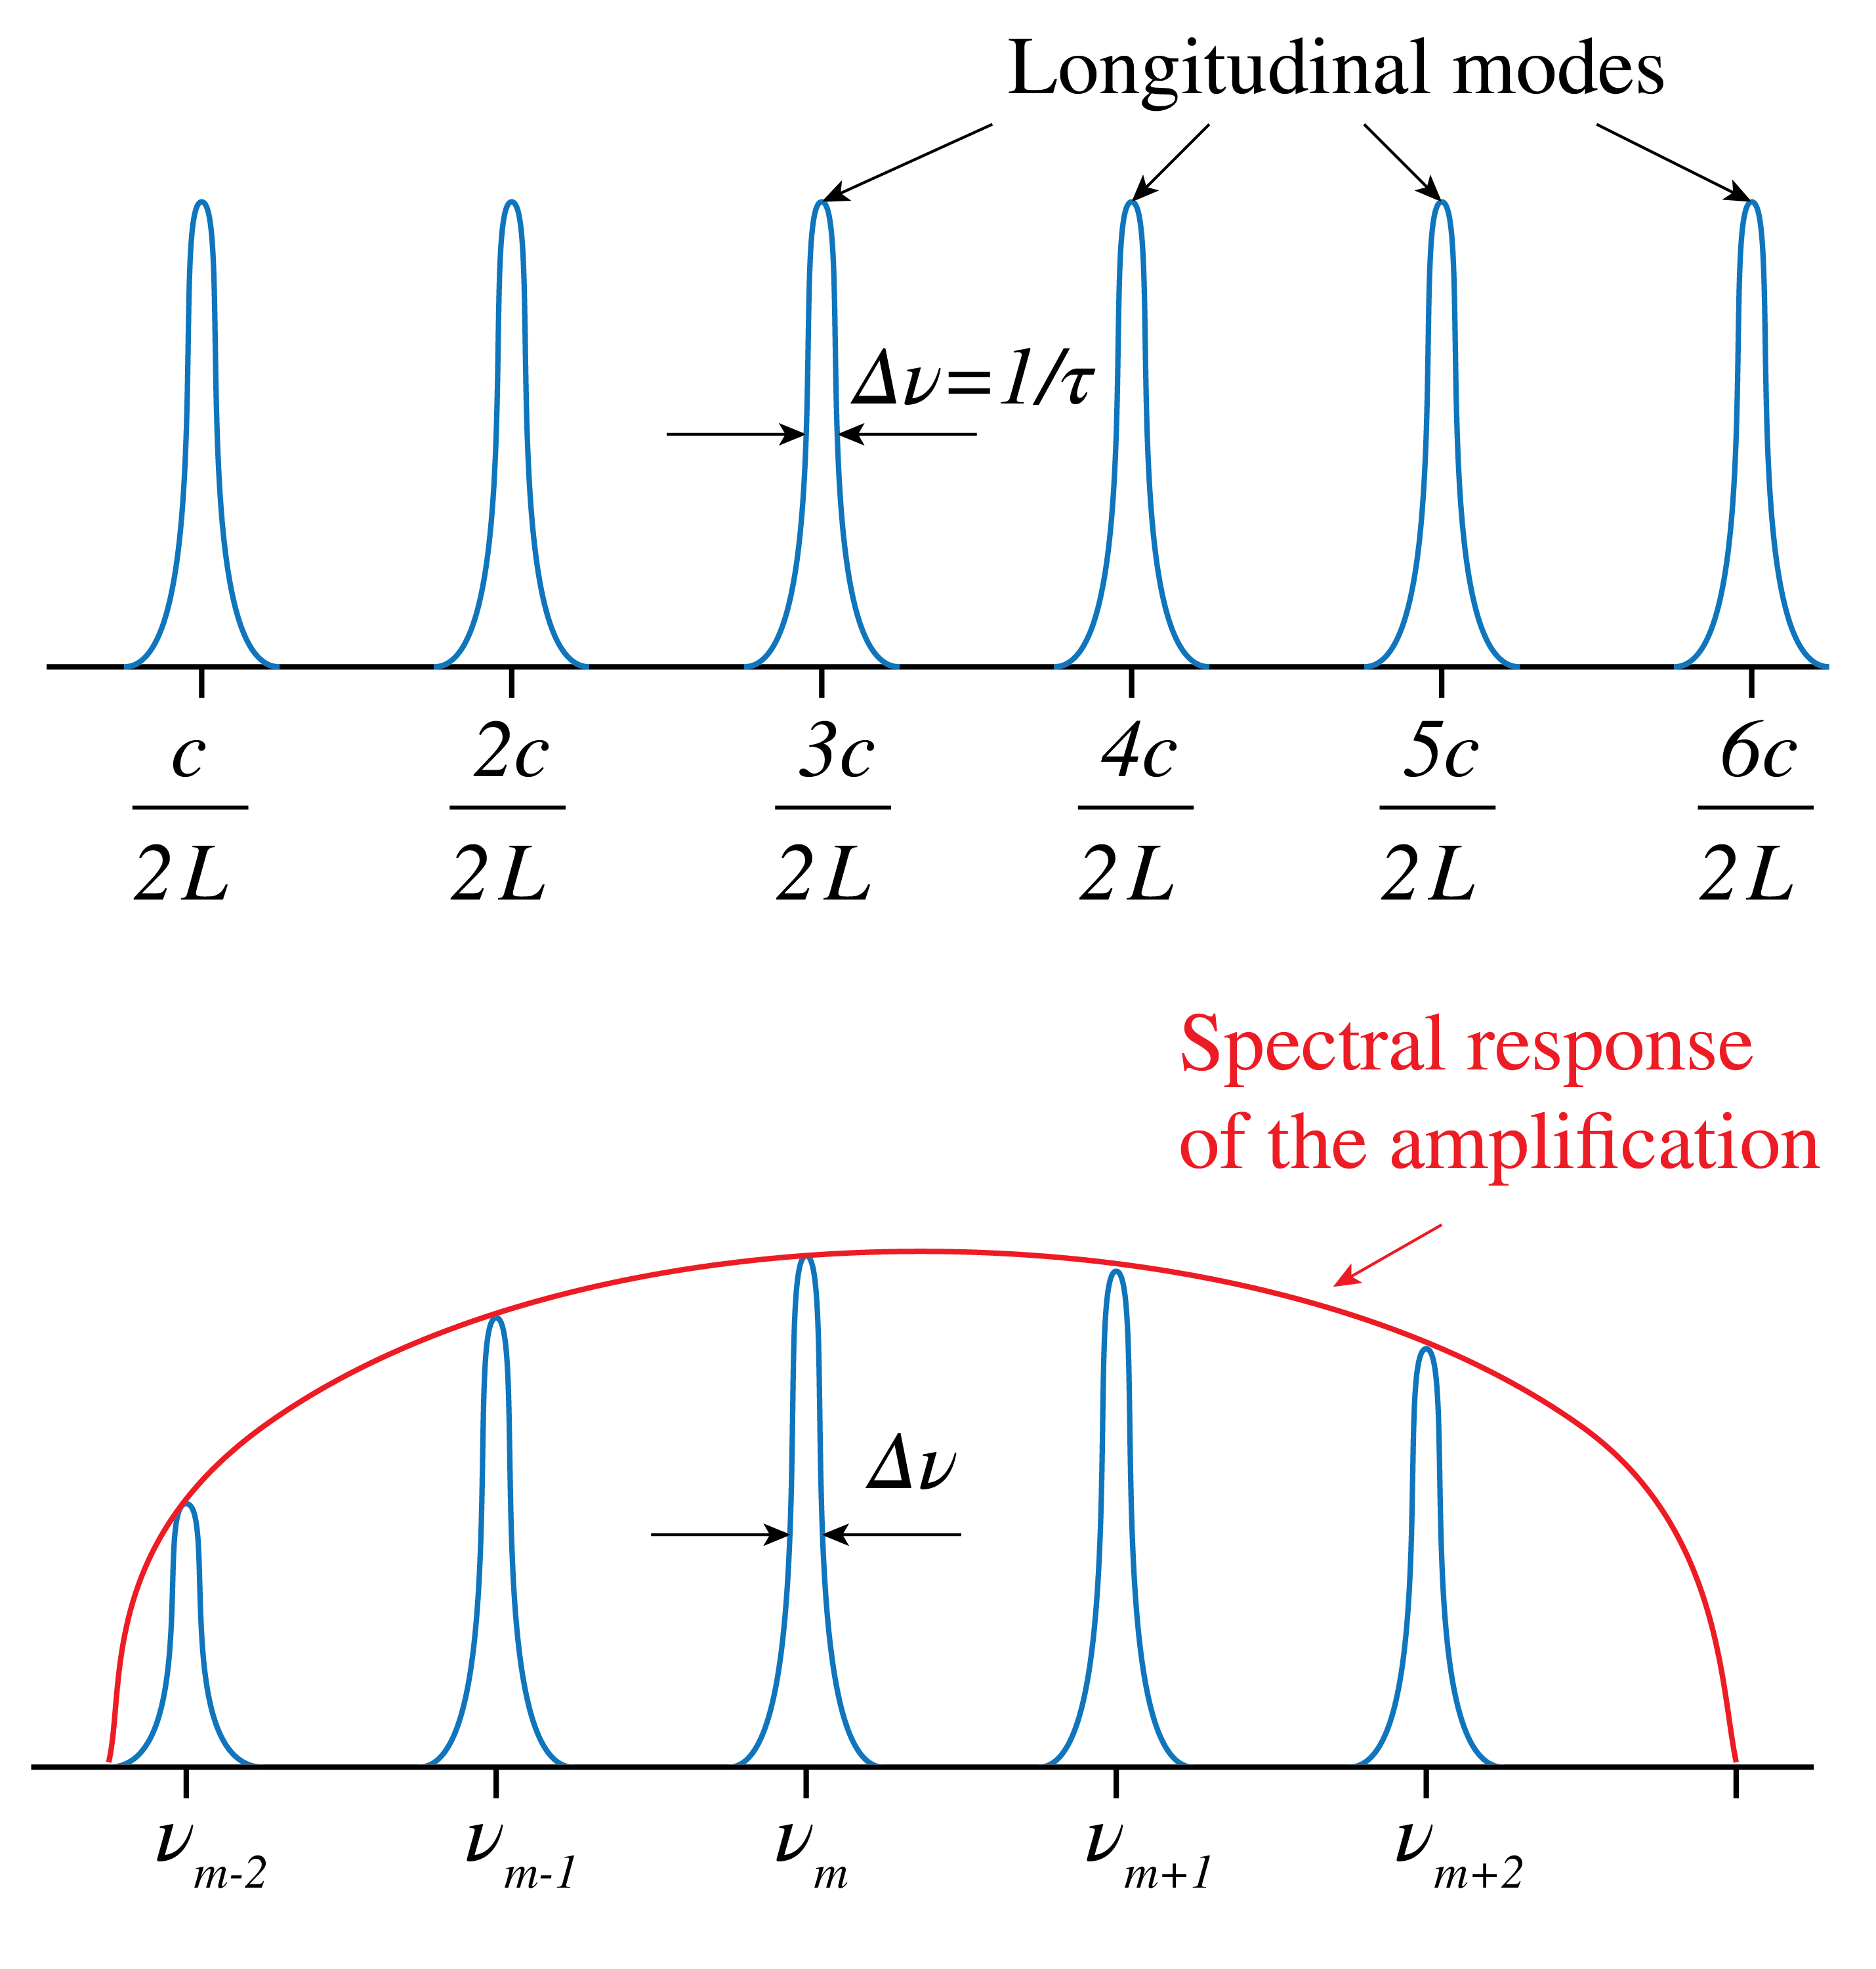 Longitudinal modes
Δν=1/τ
c 2c 3c 4c 5c 6c
2L 2L 2L 2L 2L 2L
Spectral response
of the amplification
Δν
νm-2 νm-1 νm νm+1 νm+2